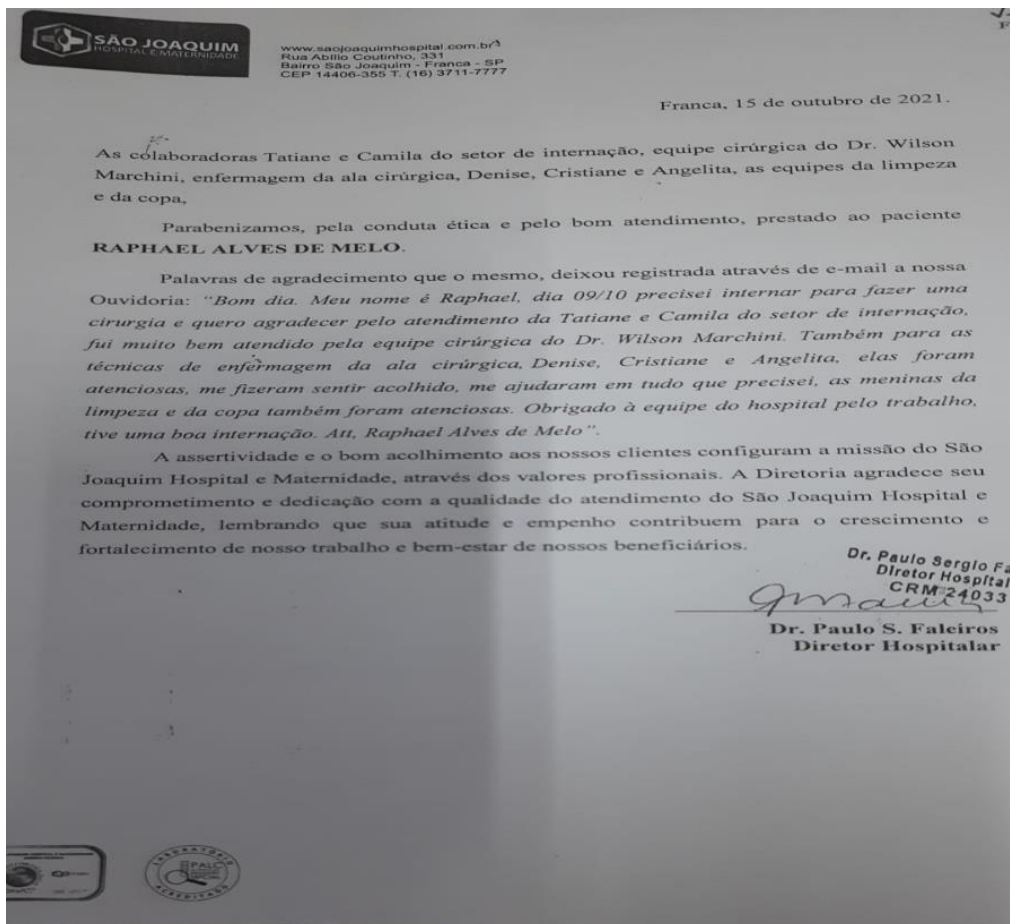 SÃO JOAQUIM
HOSPITAL E MATERNIDADE
www.saojoaquimhospital.com.br
Rua Abílio Coutinho, 331
Bairro São Joaquim - Franca - SP
CEP 14406-355 T. (16) 3711-7777
Franca, 15 de outubro de 2021.
As colaboradoras Tatiane e Camila do setor de internação, equipe cirúrgica do Dr. Wilson
Marchini, enfermagem da ala cirúrgica, Denise, Cristiane e Angelita, as equipes da limpeza
e da copa,
Parabenizamos, pela conduta ética e pelo bom atendimento, prestado ao paciente
RAPHAEL ALVES DE MELO.
Palavras de agradecimento que o mesmo, deixou registrada através de e-mail a nossa
Ouvidoria: "Bom dia. Meu nome é Raphael, dia 09/10 precisei internar para fazer uma
cirurgia e quero agradecer pelo atendimento da Tatiane e Camila do setor de internação,
fui muito bem atendido pela equipe cirúrgica do Dr. Wilson Marchini. Também para as
técnicas de enfermagem da ala cirúrgica, Denise, Cristiane e Angelita, elas foram
atenciosas, me fizeram sentir acolhido, me ajudaram em tudo que precisei, as meninas da
limpeza e da copa também foram atenciosas. Obrigado à equipe do hospital pelo trabalho,
tive uma boa internação. Att, Raphael Alves de Melo".
A assertividade e o bom acolhimento aos nossos clientes configuram a missão do São
Joaquim Hospital e Maternidade, através dos valores profissionais. A Diretoria agradece seu
comprometimento e dedicação com a qualidade do atendimento do São Joaquim Hospital e
Maternidade, lembrando que sua atitude e empenho contribuem para o crescimento e
fortalecimento de nosso trabalho e bem-estar de nossos beneficiários.
Dr. Paulo Sergio Fa
Diretor Hospital
CRM 24033
Dr. Paulo S. Faleiros
Diretor Hospitalar
LABORATÓRIO
PALC
ACREDITADO